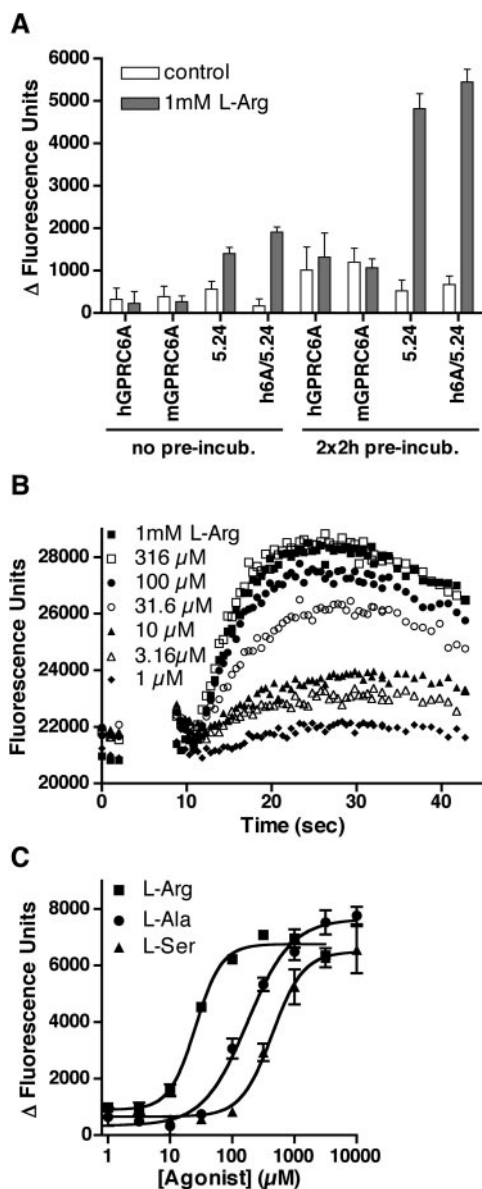 A
Δ Fluorescence Units
6000
5000
4000
3000
2000
1000
0
control
1mM L-Arg
hGPRC6A
mGPRC6A
5.24
h6A/5.24
hGPRC6A
mGPRC6A
5.24
h6A/5.24
no pre-incub.
2x2h pre-incub.
B
Fluorescence Units
28000
26000
24000
22000
20000
1mM L-Arg
316 µM
100 µM
31.6 µM
10 µM
3.16µM
1 µM
0
10
20
30
40
Time (sec)
C
Δ Fluorescence Units
8000
6000
4000
2000
0
L-Arg
L-Ala
L-Ser
1
10
100
1000
10000
[Agonist] (µM)